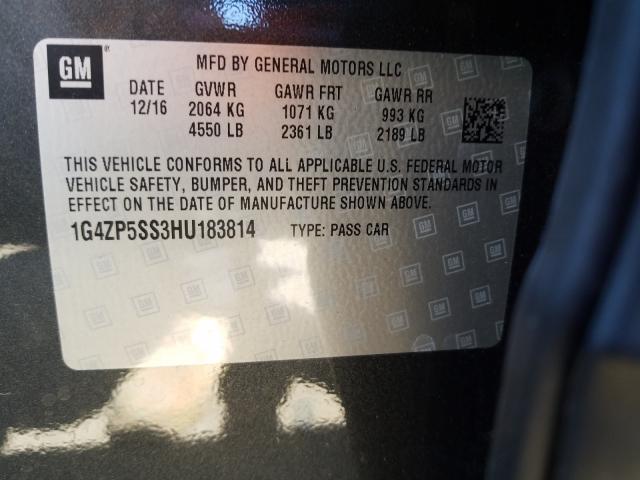 GM
MFD BY GENERAL MOTORS LLC
DATE GVWR GAWR FRT GAWR RR
12/16 2064 KG 1071 KG 993 KG
4550 LB 2361 LB 2189 LB
THIS VEHICLE CONFORMS TO ALL APPLICABLE U.S. FEDERAL MOTOR
VEHICLE SAFETY, BUMPER, AND THEFT PREVENTION STANDARDS IN
EFFECT ON THE DATE OF MANUFACTURE SHOWN ABOVE.
1G4ZP5SS3HU183814 TYPE: PASS CAR